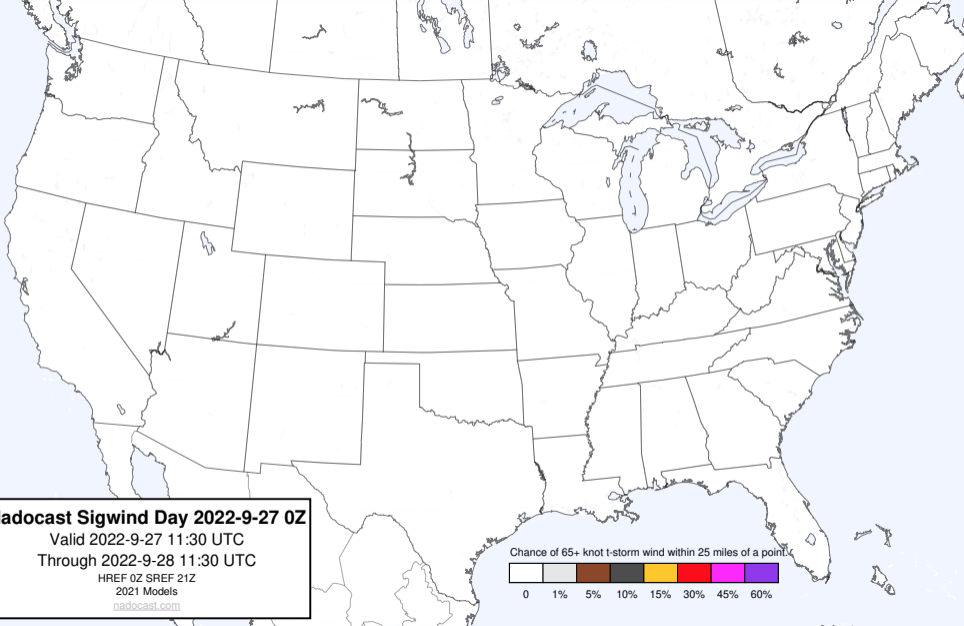 adocast Sigwind Day 2022-9-27 0Z
Valid 2022-9-27 11:30 UTC
Through 2022-9-28 11:30 UTC
HREF 0Z SREF 21Z
2021 Models
nadocast.com
Chance of 65+ knot t-storm wind within 25 miles of a point.
0 1% 5% 10% 15% 30% 45% 60%